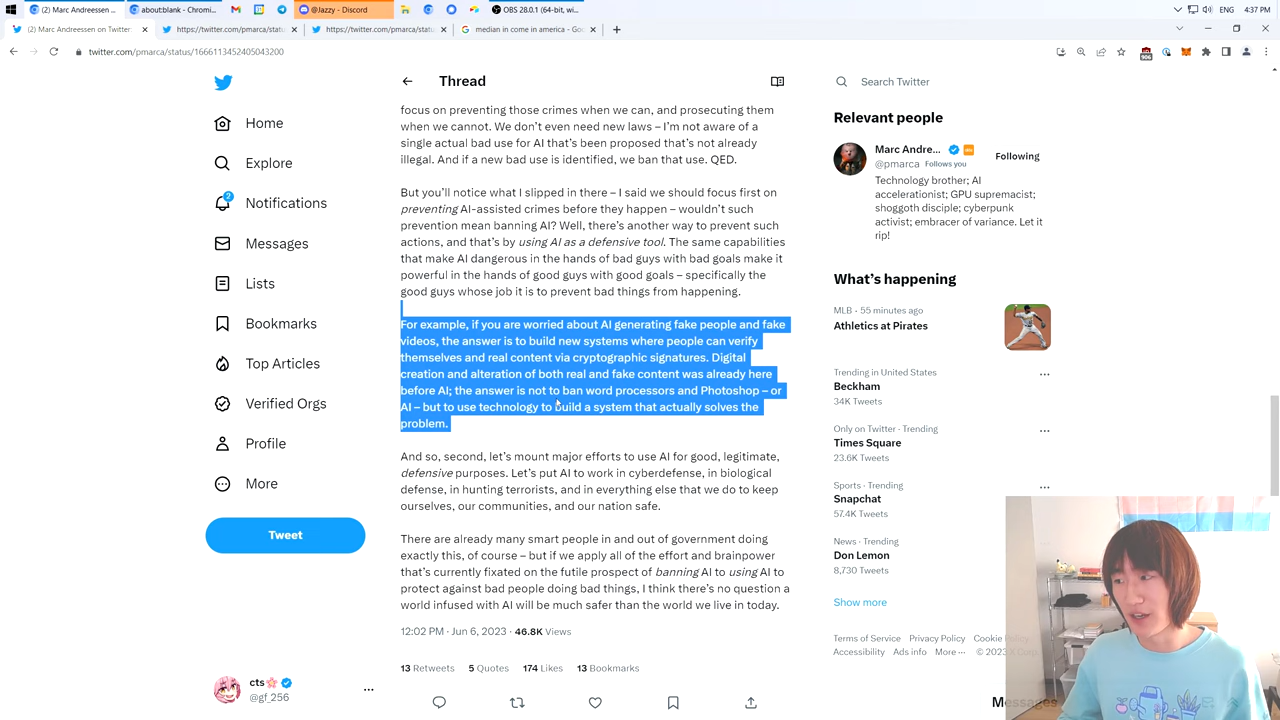 (2) Marc Andreessen ... - Chromi...
about:blank - Chromi...
@Jazzy - Discord
OBS 28.0.1 (64-bit, wi...
ENG
4:37 PM
(2) Marc Andreessen on Twitter
https://twitter.com/pmarca/statu
https://twitter.com/pmarca/statu
median in come in america - Goo
twitter.com/pmarca/status/1666113452405043200
906
Home
Explore
2
Notifications
Messages
Lists
Bookmarks
Top Articles
Verified Orgs
Profile
More
Tweet
cts
@gf_256
Thread
focus on preventing those crimes when we can, and prosecuting them
when we cannot. We don't even need new laws – I'm not aware of a
single actual bad use for AI that's been proposed that's not already
illegal. And if a new bad use is identified, we ban that use. QED.
But you'll notice what I slipped in there – I said we should focus first on
preventing AI-assisted crimes before they happen – wouldn't such
prevention mean banning AI? Well, there's another way to prevent such
actions, and that's by using AI as a defensive tool. The same capabilities
that make AI dangerous in the hands of bad guys with bad goals make it
powerful in the hands of good guys with good goals – specifically the
good guys whose job it is to prevent bad things from happening.
For example, if you are worried about AI generating fake people and fake
videos, the answer is to build new systems where people can verify
themselves and real content via cryptographic signatures. Digital
creation and alteration of both real and fake content was already here
before AI; the answer is not to ban word processors and Photoshop – or
AI – but to use technology to build a system that actually solves the
problem.
And so, second, let's mount major efforts to use AI for good, legitimate,
defensive purposes. Let's put AI to work in cyberdefense, in biological
defense, in hunting terrorists, and in everything else that we do to keep
ourselves, our communities, and our nation safe.
There are already many smart people in and out of government doing
exactly this, of course – but if we apply all of the effort and brainpower
that's currently fixated on the futile prospect of banning AI to using AI to
protect against bad people doing bad things, I think there's no question a
world infused with AI will be much safer than the world we live in today.
12:02 PM · Jun 6, 2023 · 46.8K Views
13 Retweets 5 Quotes 174 Likes 13 Bookmarks
Search Twitter
Relevant people
Marc Andre...
@pmarca Follows you
Following
Technology brother; AI
accelerationist; GPU supremacist;
shoggoth disciple; cyberpunk
activist; embracer of variance. Let it
rip!
What's happening
MLB · 55 minutes ago
Athletics at Pirates
Trending in United States
Beckham
34K Tweets
Only on Twitter · Trending
Times Square
23.6K Tweets
Sports · Trending
Snapchat
57.4K Tweets
News · Trending
Don Lemon
8,730 Tweets
Show more
Terms of Service Privacy Policy Cookie
Accessibility Ads info More ··· © 2023 X Corp.
Messages